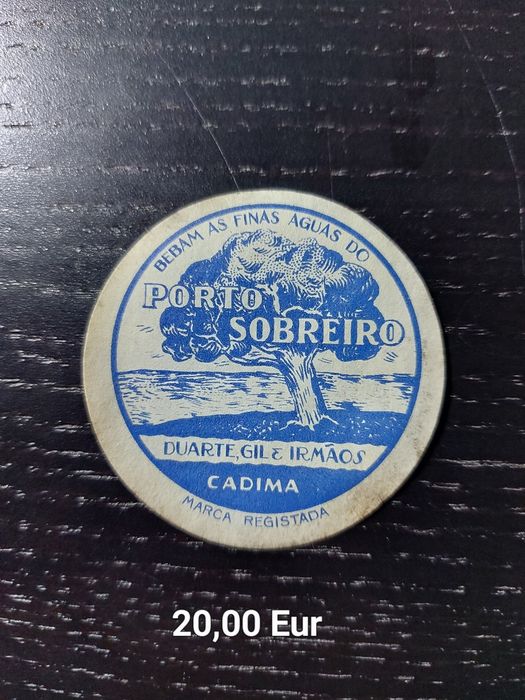 BEBAM AS FINAS AGUAS DO
PORTO
SOBREIRO
DUARTE, GIL E IRMÃOS
CADIMA
MARCA REGISTADA
20,00 Eur